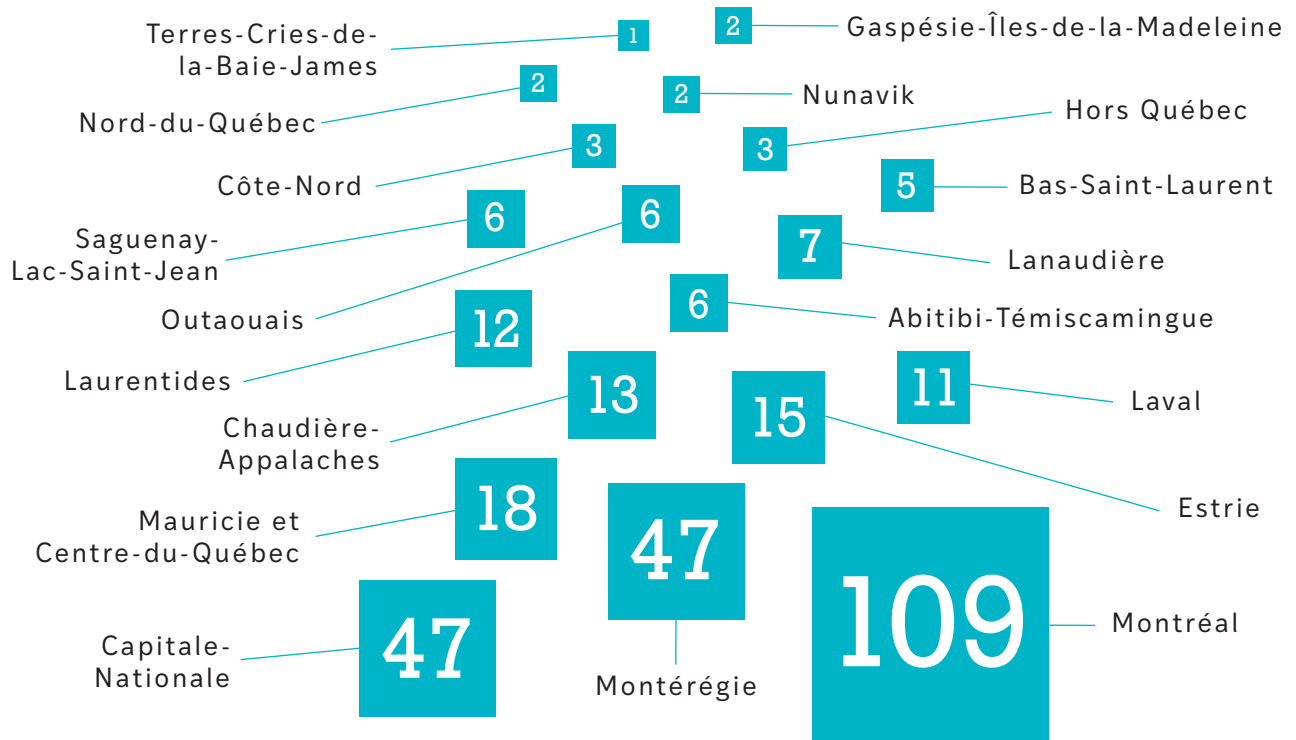 Terres-Cries-de-
la-Baie-James
1
2
Gaspésie-Îles-de-la-Madeleine
Nord-du-Québec
2
2
Nunavik
Côte-Nord
3
3
Hors Québec
5
Bas-Saint-Laurent
Saguenay-
Lac-Saint-Jean
6
6
Outaouais
7
Lanaudière
6
Abitibi-Témiscamingue
12
Laurentides
13
Chaudière-
Appalaches
15
Estrie
11
Laval
18
Mauricie et
Centre-du-Québec
47
Montérégie
47
Capitale-
Nationale
109
Montréal